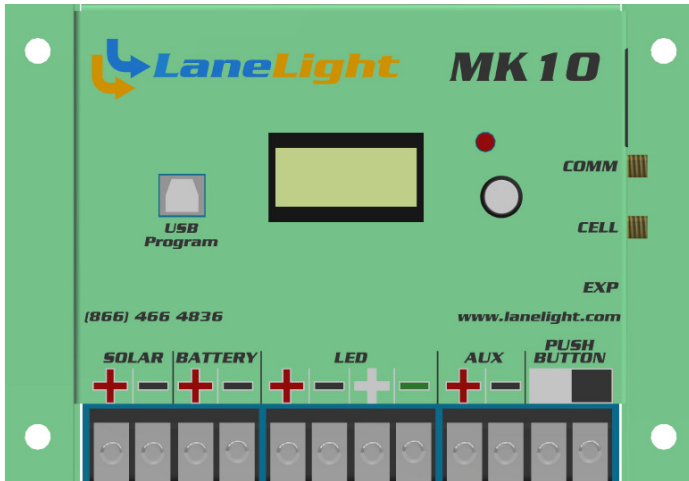 LaneLight MK10
COMM
CELL
USB
Program
EXP
(866) 466 4836 www.lanelight.com
SOLAR BATTERY LED AUX PUSH
BUTTON
+ - + - + - + - + -